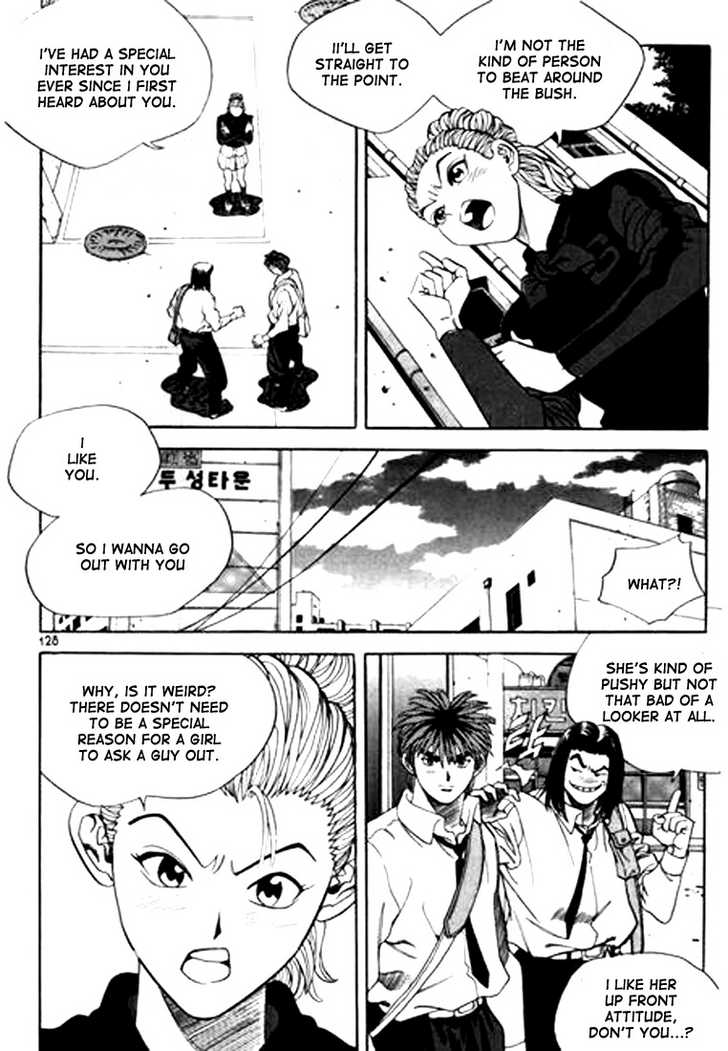 I'VE HAD A SPECIAL
INTEREST IN YOU
EVER SINCE I FIRST
HEARD ABOUT YOU.
II'LL GET
STRAIGHT TO
THE POINT.
I'M NOT THE
KIND OF PERSON
TO BEAT AROUND
THE BUSH.
I
LIKE
YOU.
SO I WANNA GO
OUT WITH YOU
두성타운
WHAT?!
128
WHY, IS IT WEIRD?
THERE DOESN'T NEED
TO BE A SPECIAL
REASON FOR A GIRL
TO ASK A GUY OUT.
SHE'S KIND OF
PUSHY BUT NOT
THAT BAD OF A
LOOKER AT ALL.
치킨
I LIKE HER
UP FRONT
ATTITUDE,
DON'T YOU...?